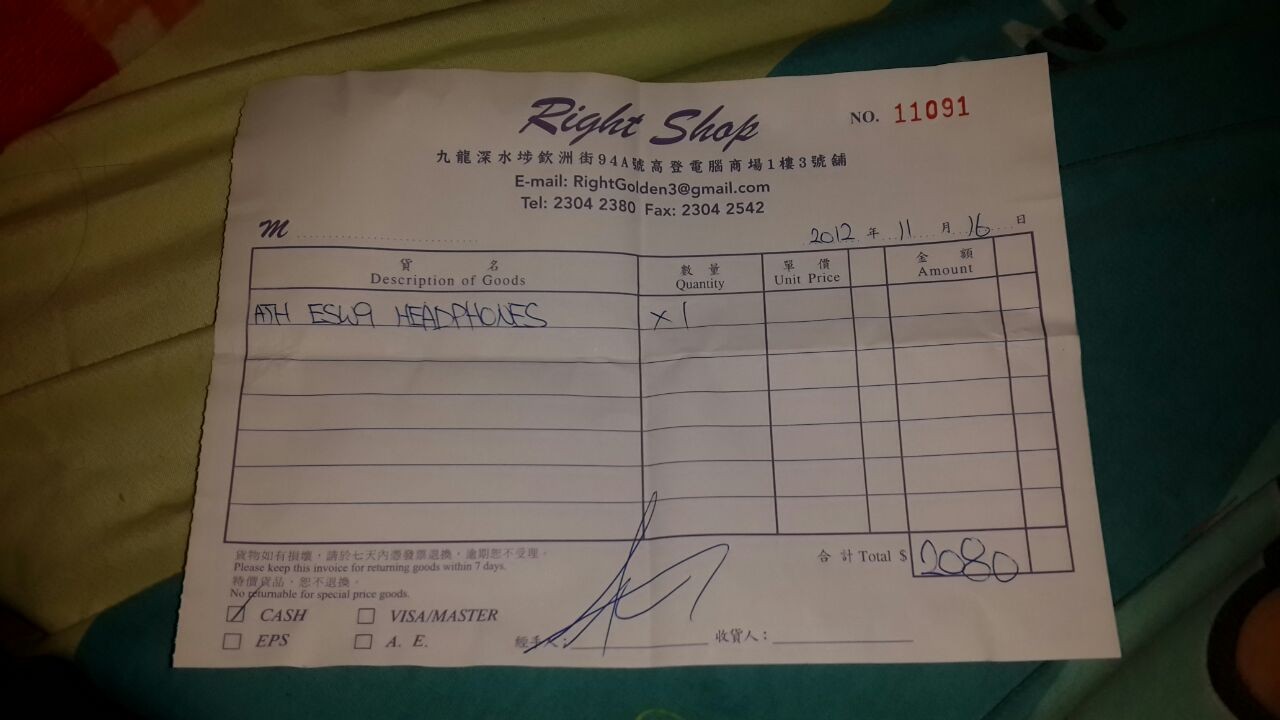 Right Shop
NO. 11091
九龍深水埗欽洲街94A號高登電腦商場1樓3號舖
E-mail: RightGolden3@gmail.com
Tel: 2304 2380 Fax: 2304 2542
M
2012 年 11 月 16 日
貨 名 數 量 單 價 金 額
Description of Goods Quantity Unit Price Amount
ATH ESW9 HEADPHONES x 1
貨物如有損壞，請於七天內憑發票退換，逾期恕不受理。
Please keep this invoice for returning goods within 7 days.
特價貨品，恕不退換。
No returnable for special price goods.
合 計 Total $ 2080
CASH VISA/MASTER
EPS A. E.
經手人： 收貨人：